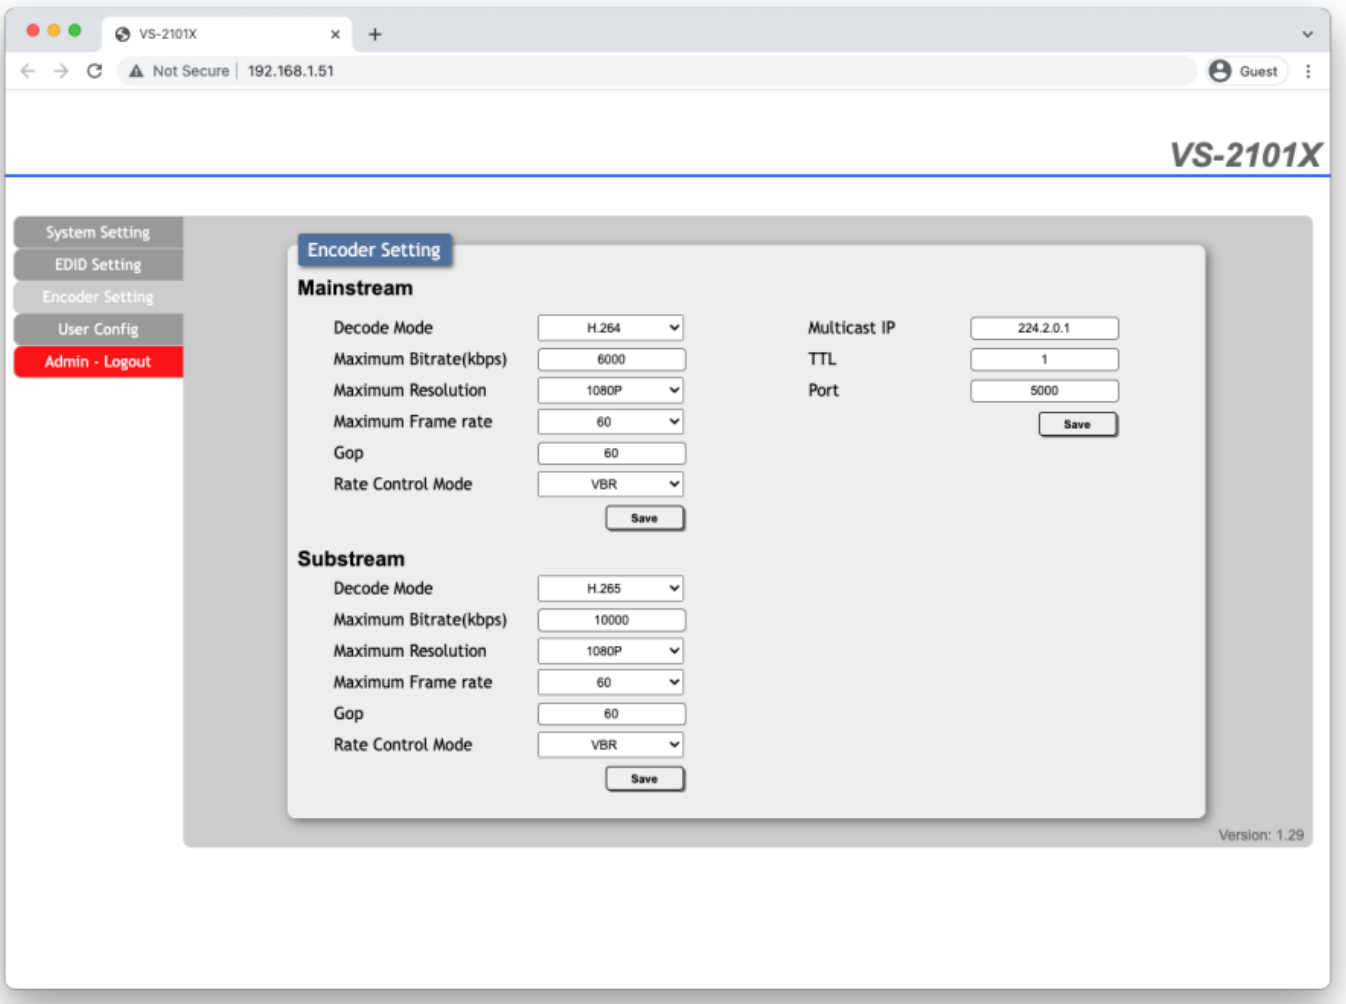 VS-2101X
Not Secure | 192.168.1.51
Guest
VS-2101X
System Setting
EDID Setting
Encoder Setting
User Config
Admin - Logout
Encoder Setting
Mainstream
Decode Mode H.264
Maximum Bitrate(kbps) 6000
Maximum Resolution 1080P
Maximum Frame rate 60
Gop 60
Rate Control Mode VBR
Save
Multicast IP 224.2.0.1
TTL 1
Port 5000
Save
Substream
Decode Mode H.265
Maximum Bitrate(kbps) 10000
Maximum Resolution 1080P
Maximum Frame rate 60
Gop 60
Rate Control Mode VBR
Save
Version: 1.29